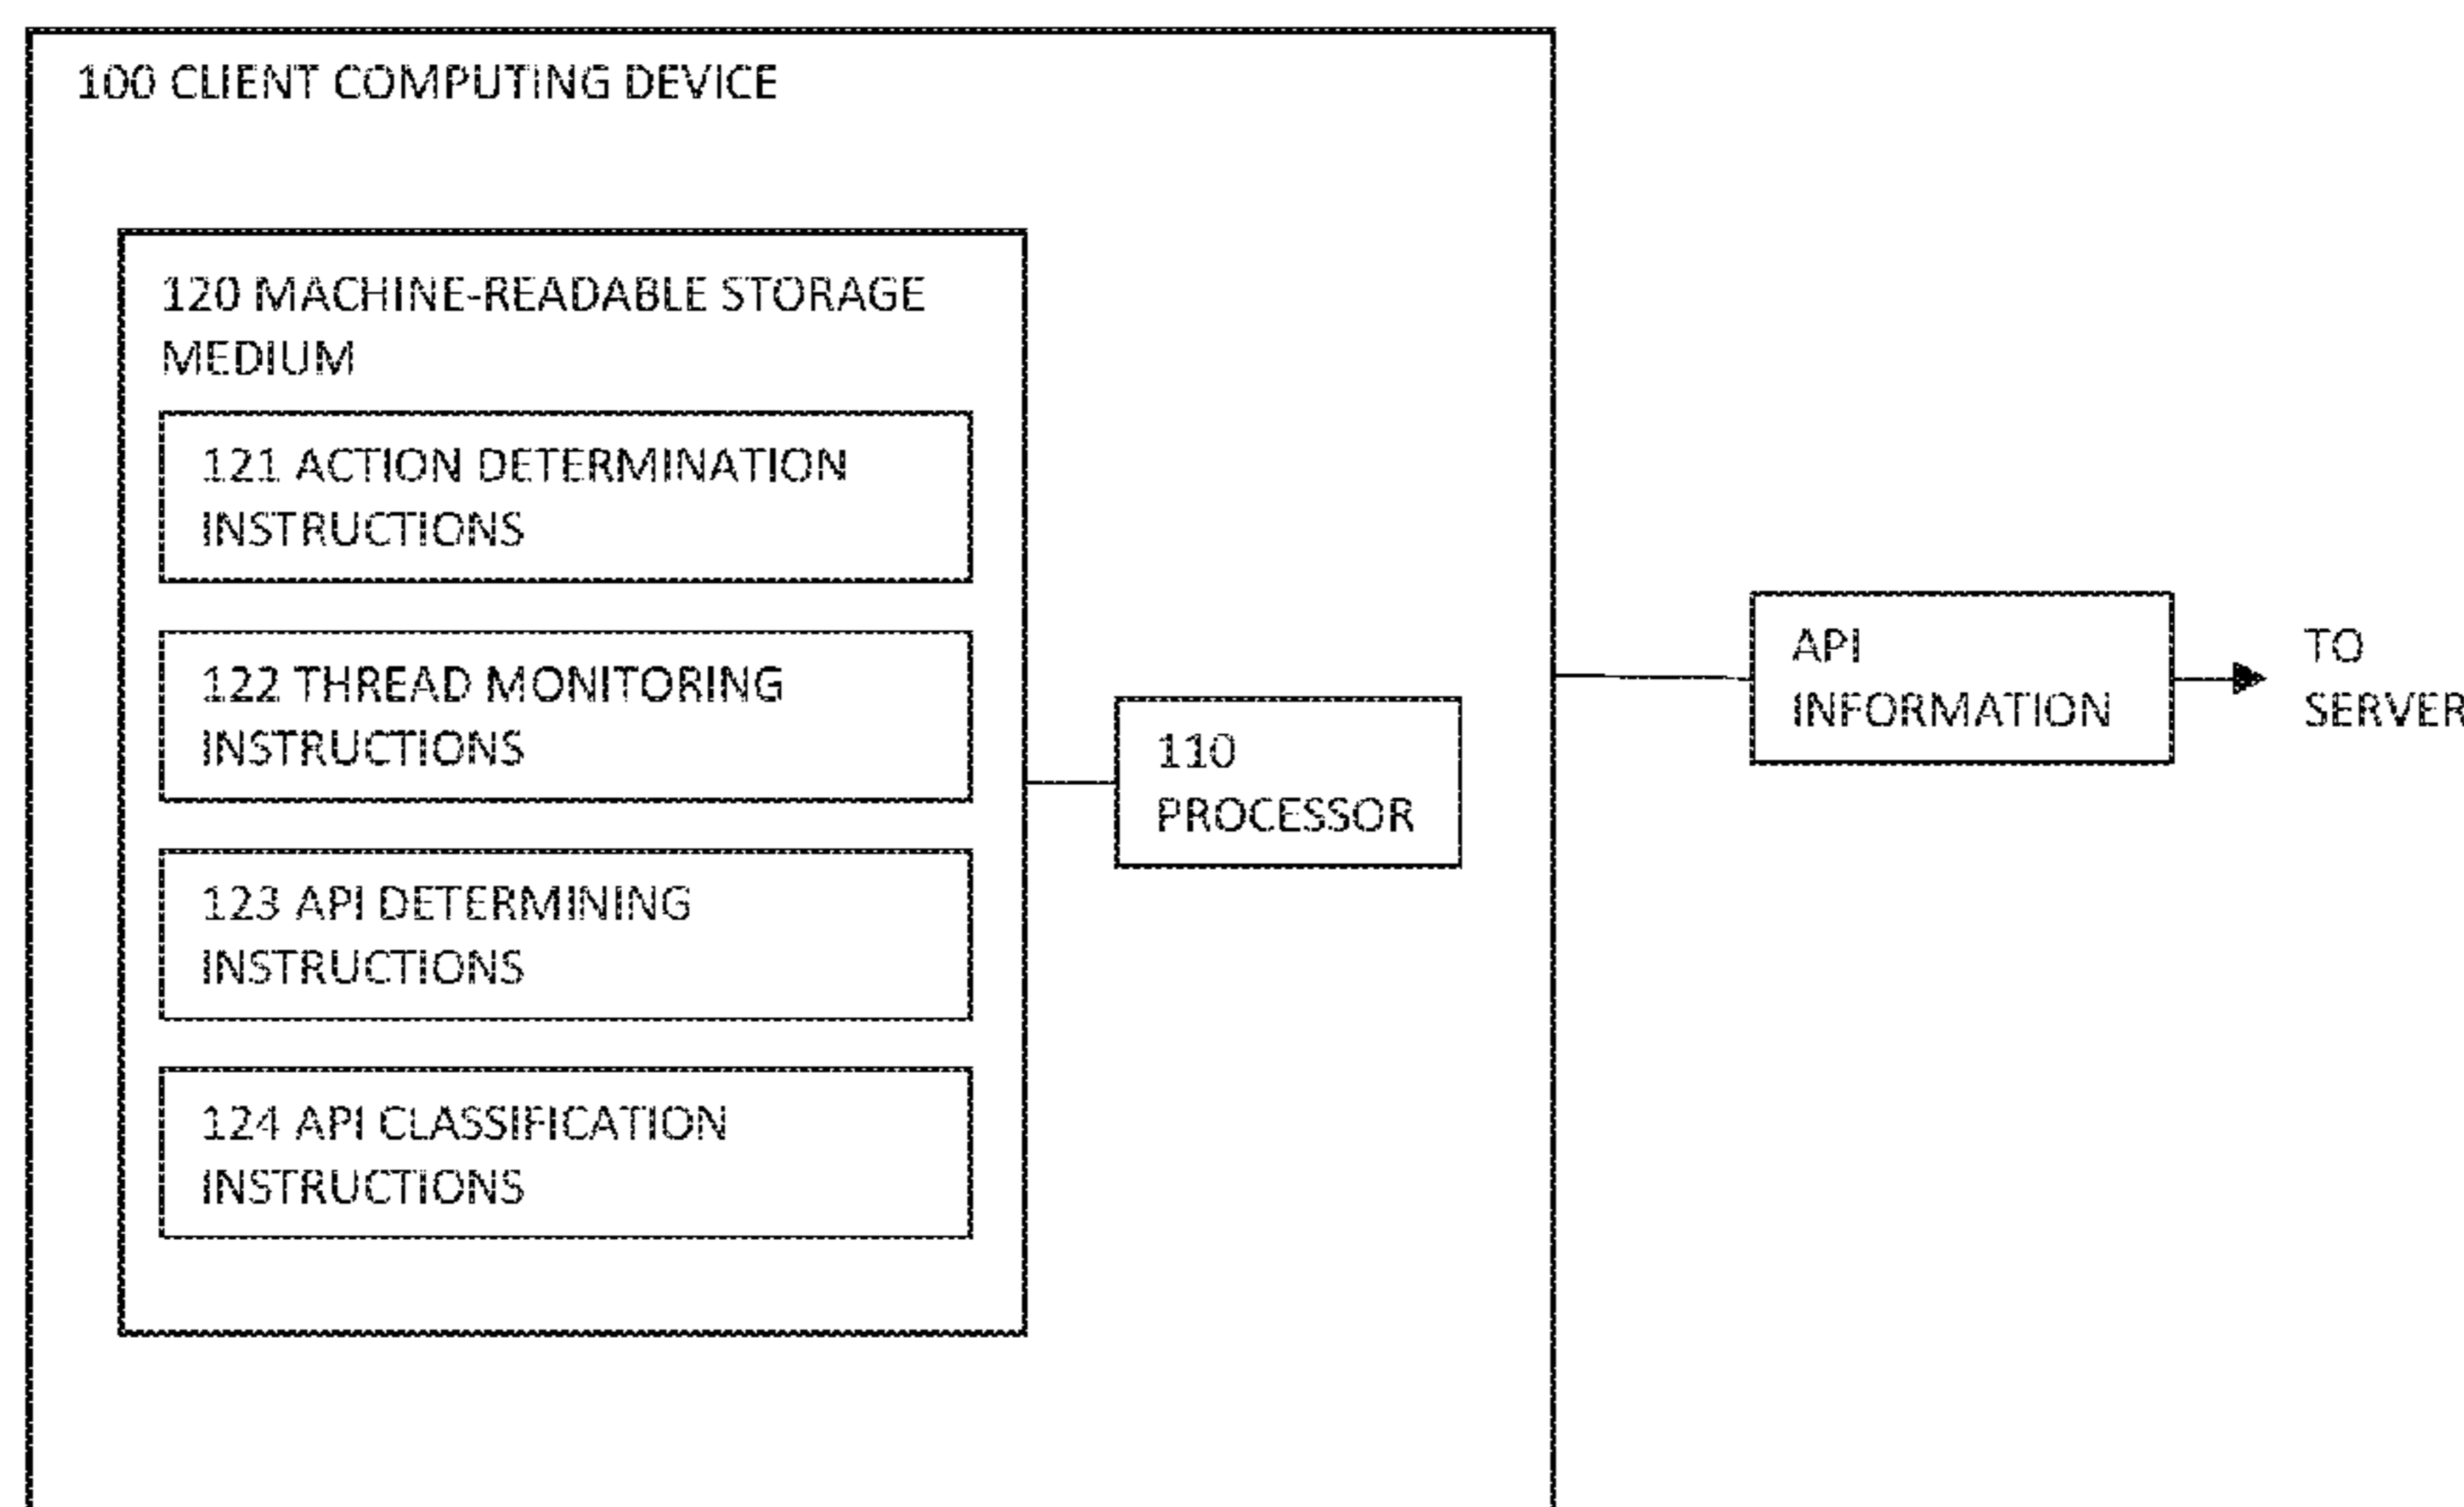 100 CLIENT COMPUTING DEVICE
120 MACHINE-READABLE STORAGE
MEDIUM
121 ACTION DETERMINATION
INSTRUCTIONS
122 THREAD MONITORING
INSTRUCTIONS
123 API DETERMINING
INSTRUCTIONS
124 API CLASSIFICATION
INSTRUCTIONS
110
PROCESSOR
API
INFORMATION
TO
SERVER